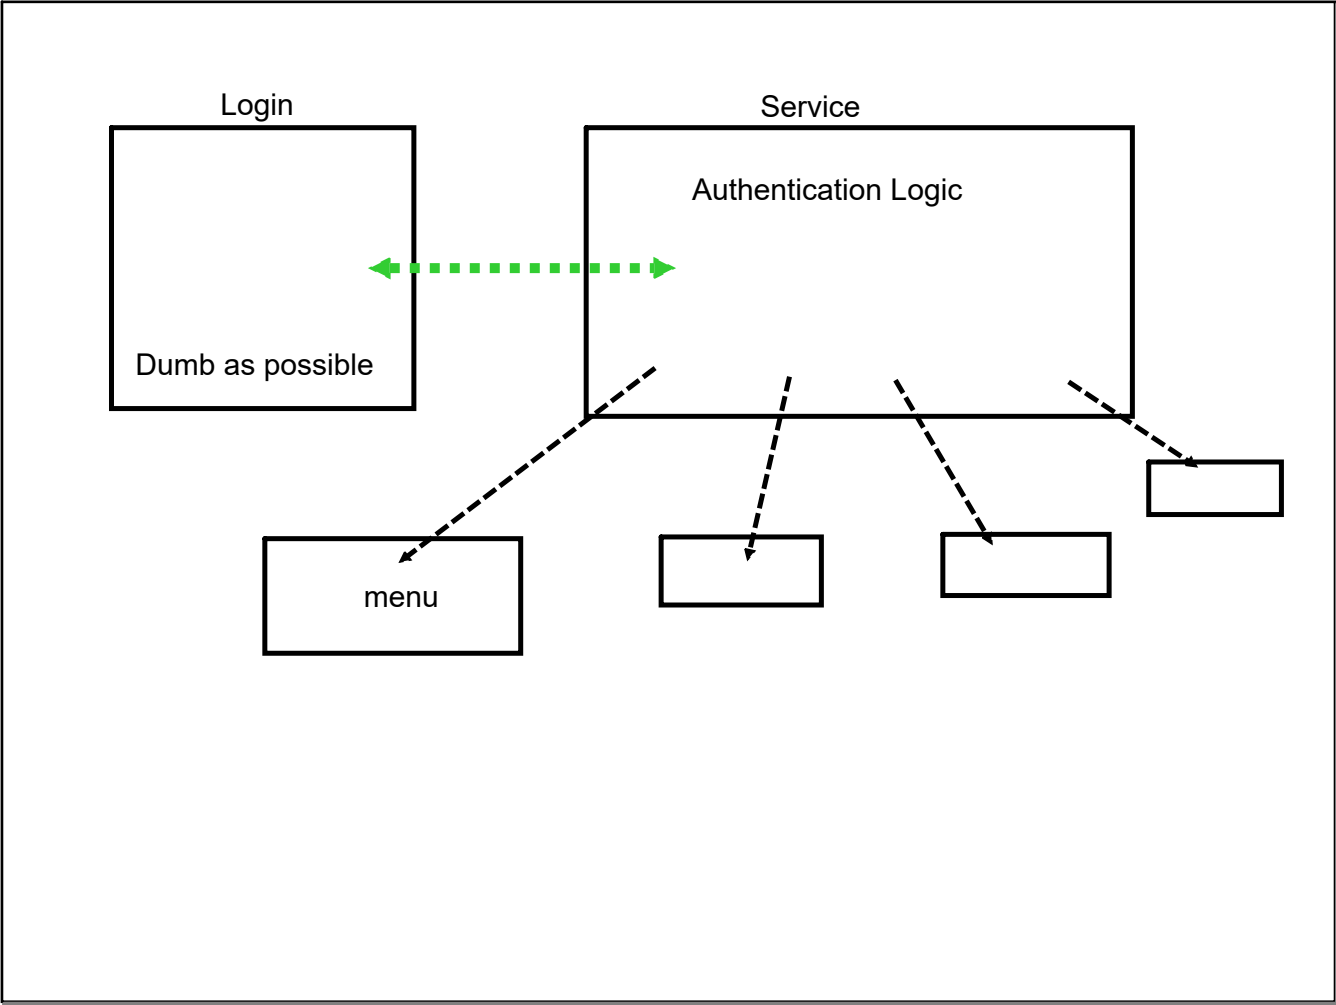 Login
Service
Authentication Logic
Dumb as possible
menu